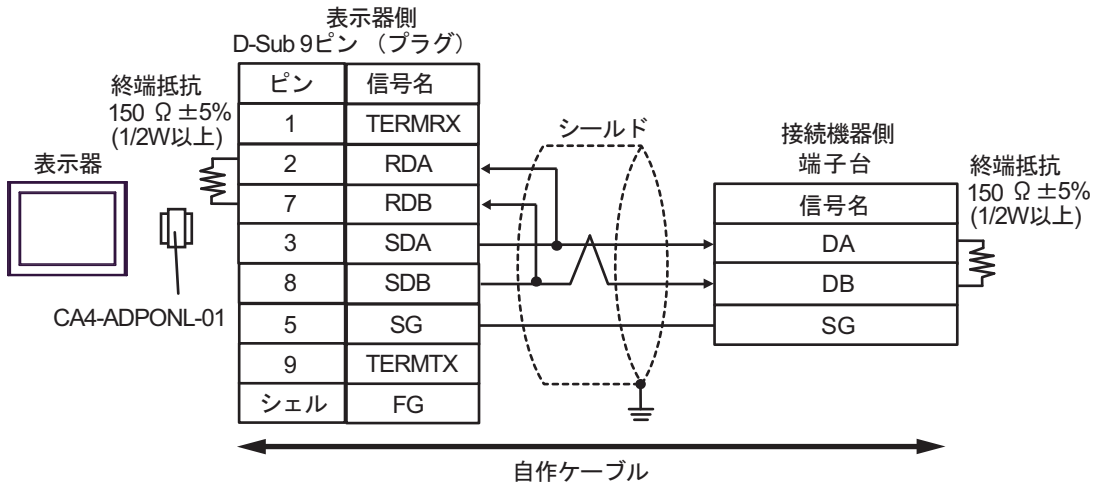 表示器側
D-Sub 9ピン （プラグ）
終端抵抗
150 Ω ±5%
(1/2W以上)
表示器
CA4-ADPONL-01
ピン 信号名
1 TERMRX
2 RDA
7 RDB
3 SDA
8 SDB
5 SG
9 TERMTX
シェル FG
シールド
接続機器側
端子台
信号名
DA
DB
SG
終端抵抗
150 Ω ±5%
(1/2W以上)
自作ケーブル